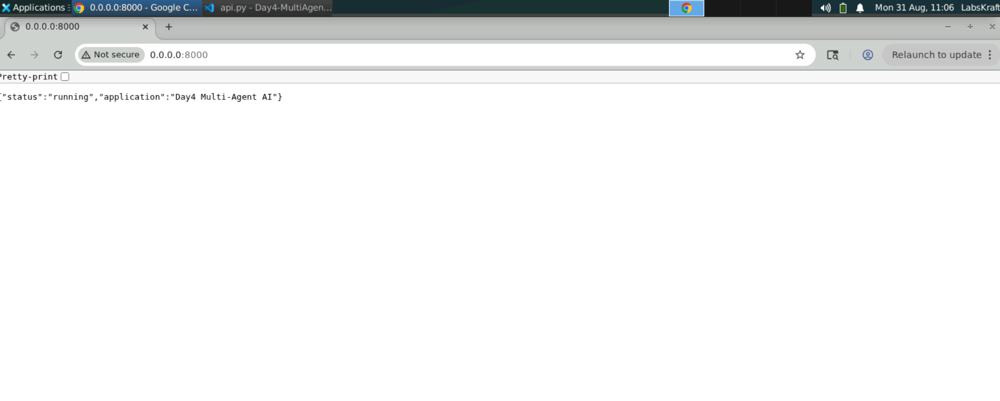 Applications
0.0.0.0:8000 - Google C...
api.py - Day4-MultiAgen...
Mon 31 Aug, 11:06
LabsKraft
0.0.0.0:8000
Not secure
0.0.0.0:8000
Relaunch to update
Pretty-print
{"status":"running","application":"Day4 Multi-Agent AI"}